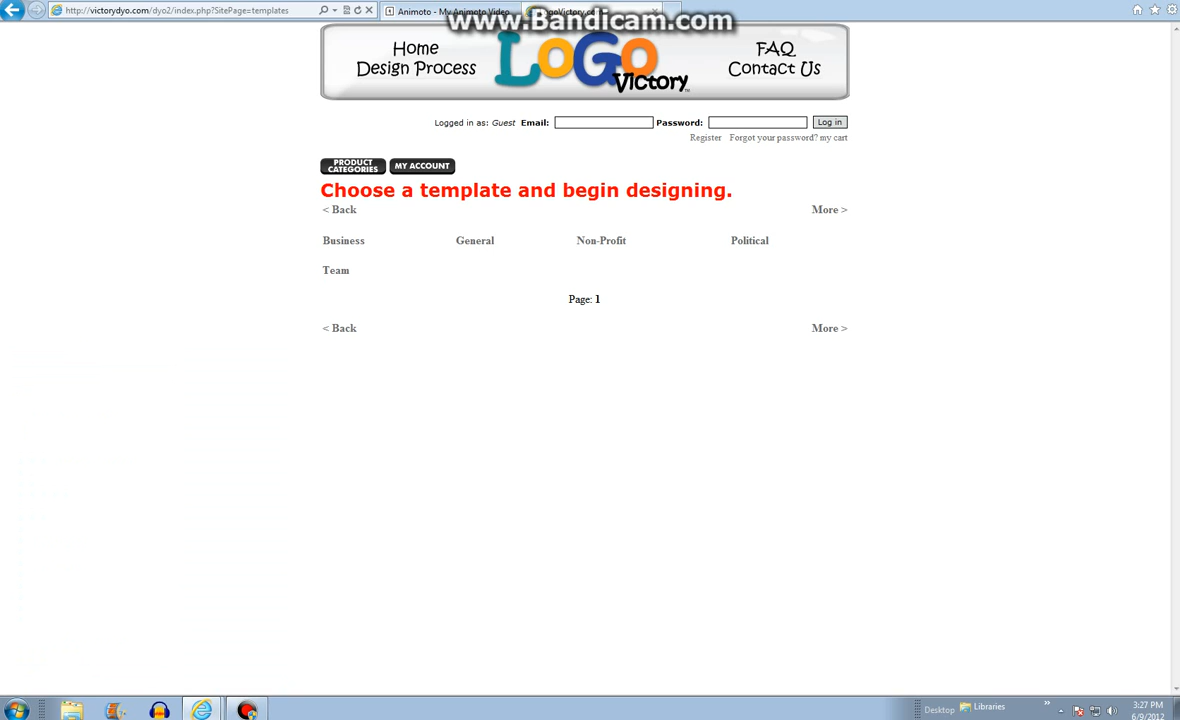 http://victorydyo.com/dyo2/index.php?SitePage=templates
Animoto - My Animoto Video
www.Bandicam.com
Home
Design Process
LOGO
Victory
FAQ
Contact Us
Logged in as: Guest Email: Password: Log in
Register Forgot your password? my cart
PRODUCT CATEGORIES MY ACCOUNT
Choose a template and begin designing.
< Back More >
Business General Non-Profit Political
Team
Page: 1
< Back More >
Desktop Libraries
3:27 PM
6/9/2012